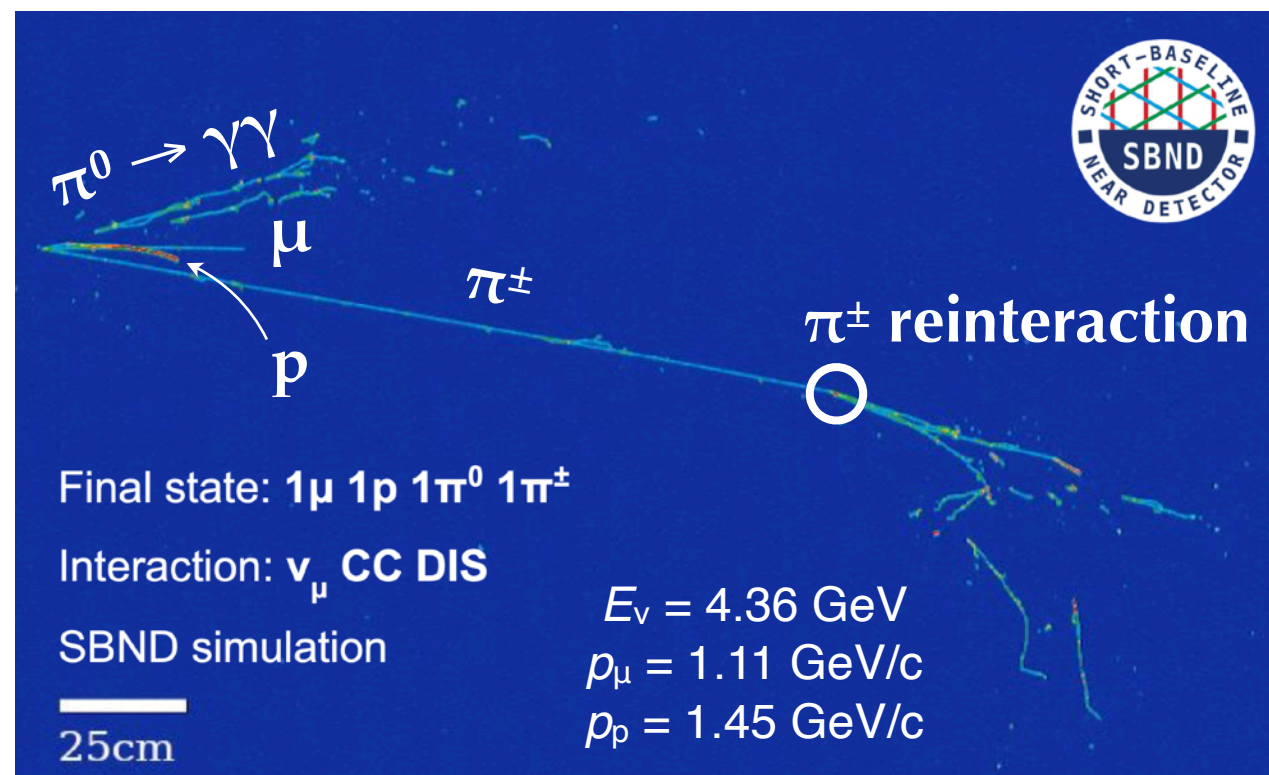 π⁰ → γγ
μ
p
π±
π± reinteraction
SHORT-BASELINE
SBND
NEAR DETECTOR
Final state: 1μ 1p 1π⁰ 1π±
Interaction: νμ CC DIS
SBND simulation
25cm
Eν = 4.36 GeV
pμ = 1.11 GeV/c
pp = 1.45 GeV/c